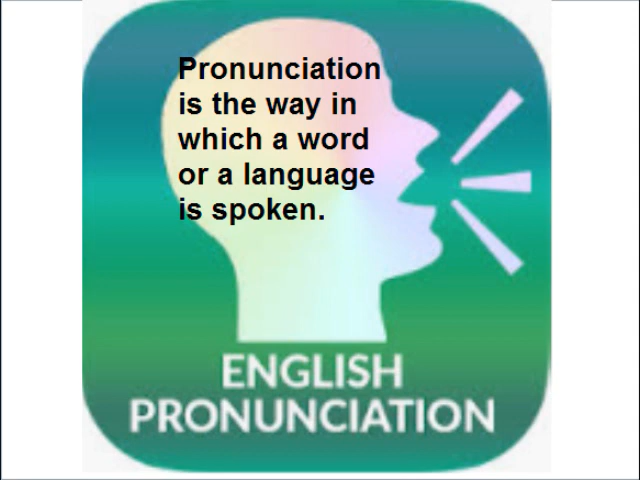 Pronunciation
is the way in
which a word
or a language
is spoken.
ENGLISH
PRONUNCIATION